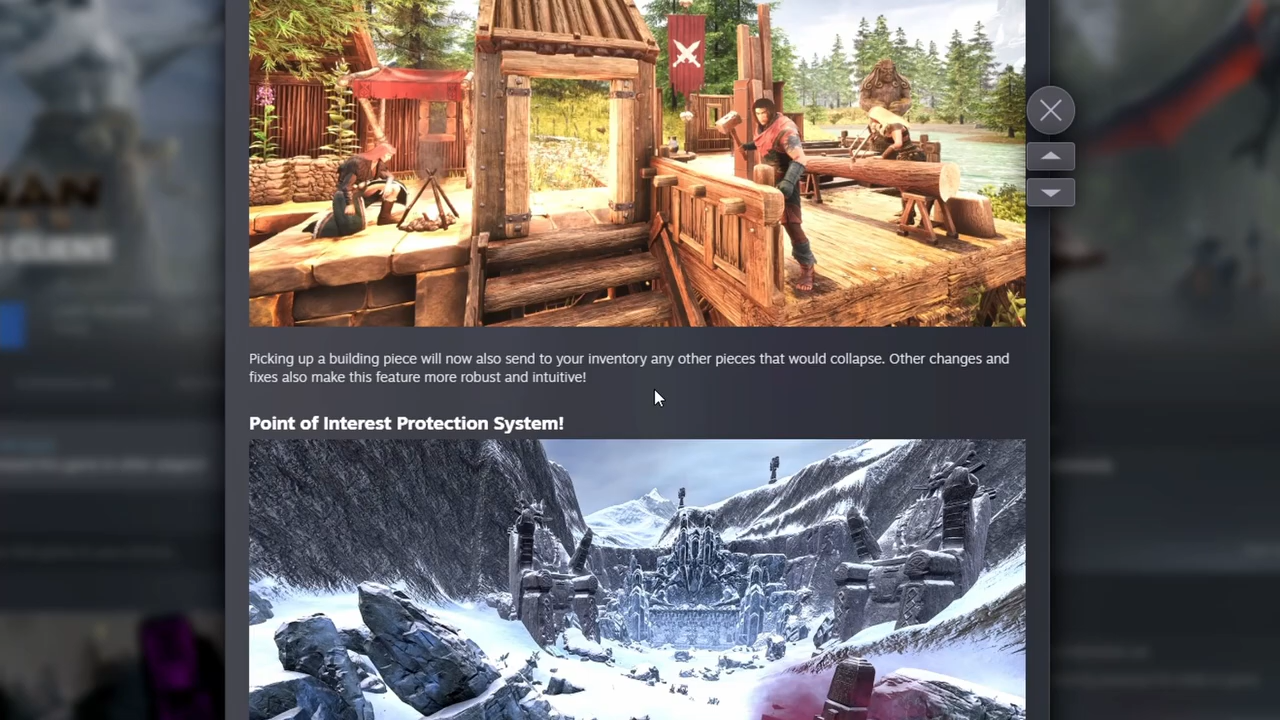 Picking up a building piece will now also send to your inventory any other pieces that would collapse. Other changes and
fixes also make this feature more robust and intuitive!
Point of Interest Protection System!